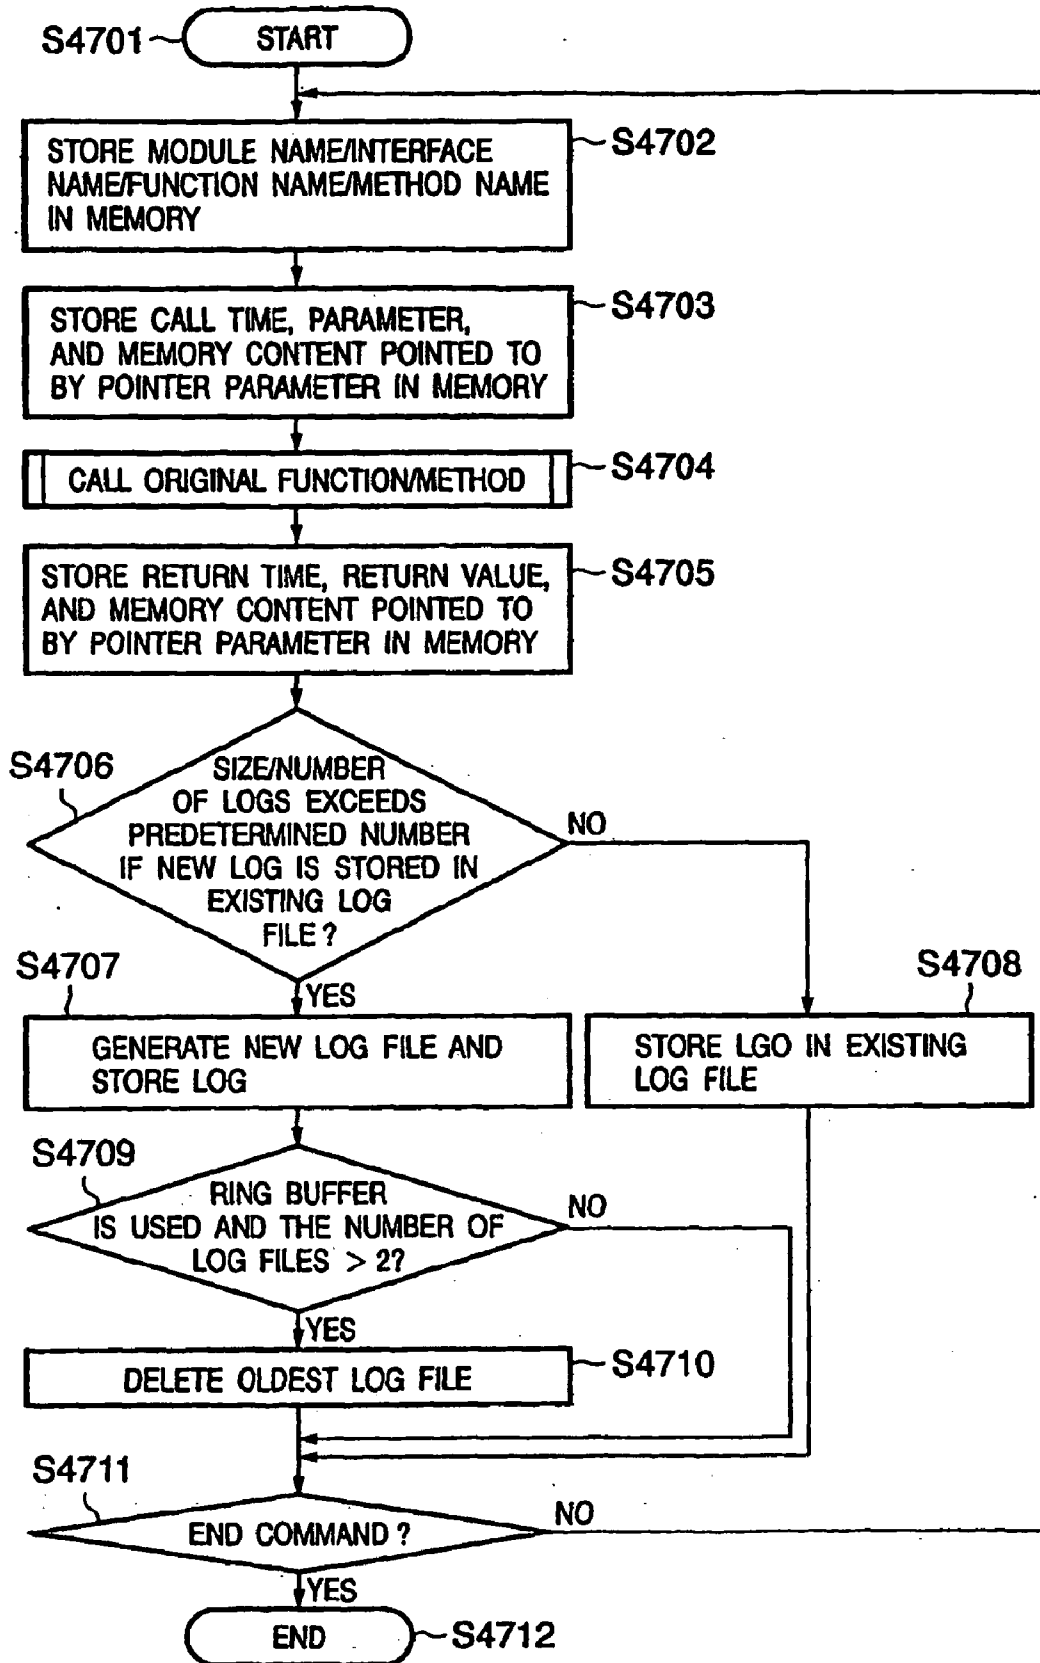 S4701
START
S4702
STORE MODULE NAME/INTERFACE
NAME/FUNCTION NAME/METHOD NAME
IN MEMORY
S4703
STORE CALL TIME, PARAMETER,
AND MEMORY CONTENT POINTED TO
BY POINTER PARAMETER IN MEMORY
S4704
CALL ORIGINAL FUNCTION/METHOD
S4705
STORE RETURN TIME, RETURN VALUE,
AND MEMORY CONTENT POINTED TO
BY POINTER PARAMETER IN MEMORY
S4706
SIZE/NUMBER
OF LOGS EXCEEDS
PREDETERMINED NUMBER
IF NEW LOG IS STORED IN
EXISTING LOG
FILE?
NO
YES
S4707
GENERATE NEW LOG FILE AND
STORE LOG
S4708
STORE LGO IN EXISTING
LOG FILE
S4709
RING BUFFER
IS USED AND THE NUMBER OF
LOG FILES > 2?
NO
YES
DELETE OLDEST LOG FILE
S4710
S4711
END COMMAND?
NO
YES
END
S4712